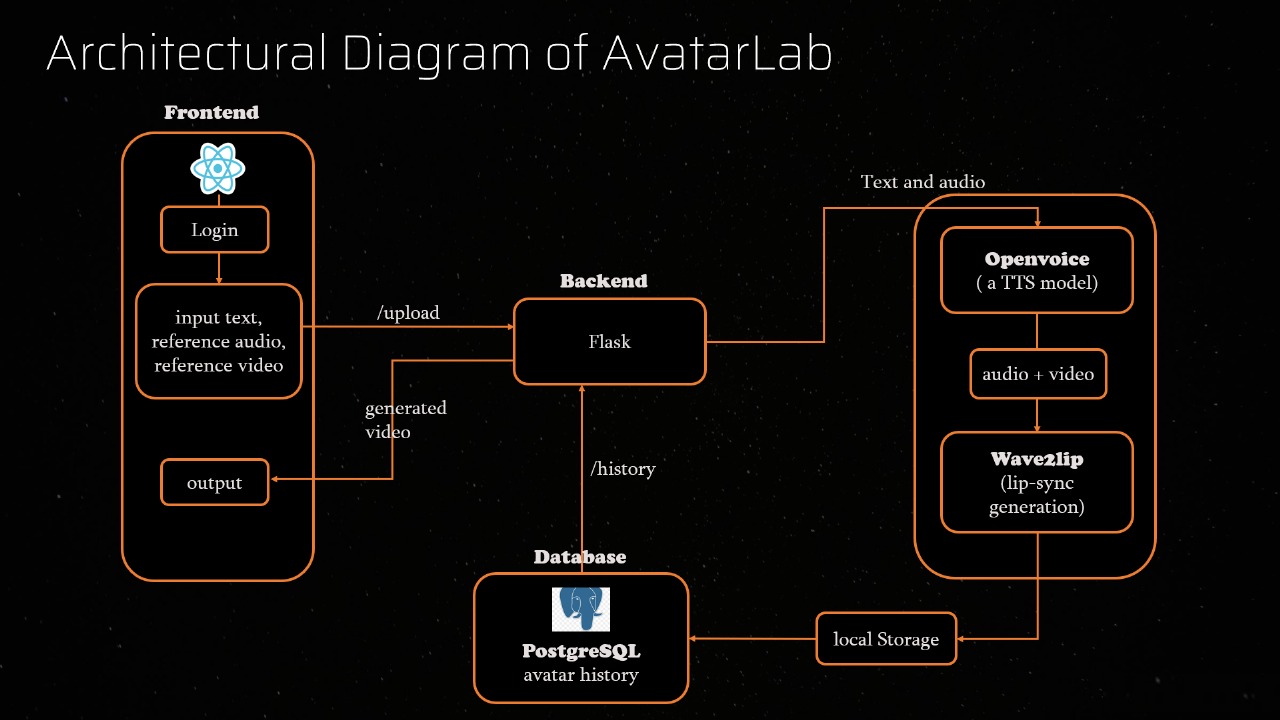 Architectural Diagram of AvatarLab
Frontend
Login
input text,
reference audio,
reference video
output
/upload
generated
video
Backend
Flask
/history
Database
PostgreSQL
avatar history
Text and audio
Openvoice
( a TTS model)
audio + video
Wave2lip
(lip-sync
generation)
local Storage